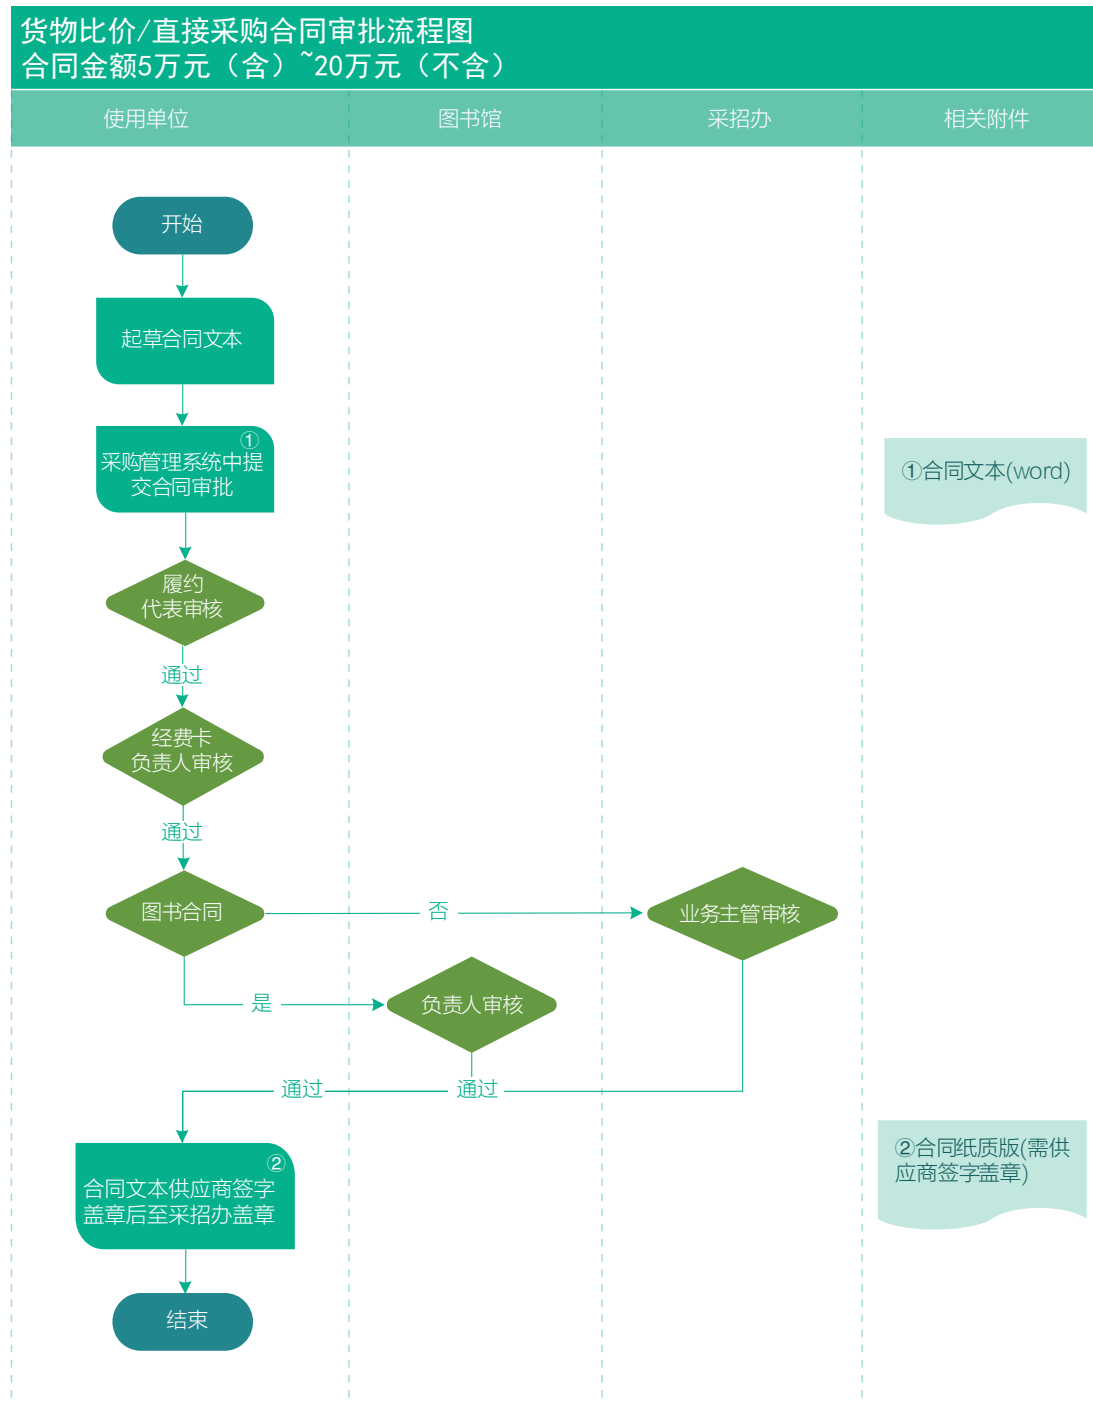 货物比价/直接采购合同审批流程图
合同金额5万元（含）~20万元（不含）
使用单位
图书馆
采招办
相关附件
开始
起草合同文本
①
采购管理系统中提
交合同审批
①合同文本(word)
履约
代表审核
通过
经费卡
负责人审核
通过
图书合同
否
业务主管审核
是
负责人审核
通过
通过
②
合同文本供应商签字
盖章后至采招办盖章
②合同纸质版(需供
应商签字盖章)
结束